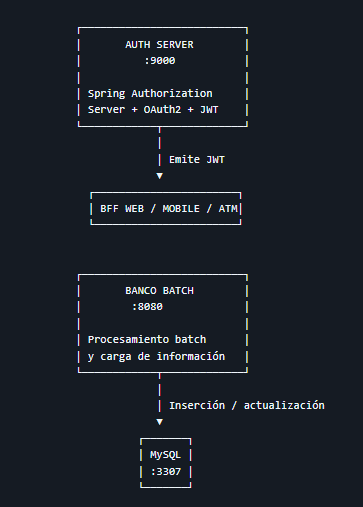 AUTH SERVER
:9000
Spring Authorization
Server + OAuth2 + JWT
Emite JWT
BFF WEB / MOBILE / ATM
BANCO BATCH
:8080
Procesamiento batch
y carga de información
Inserción / actualización
MySQL
:3307